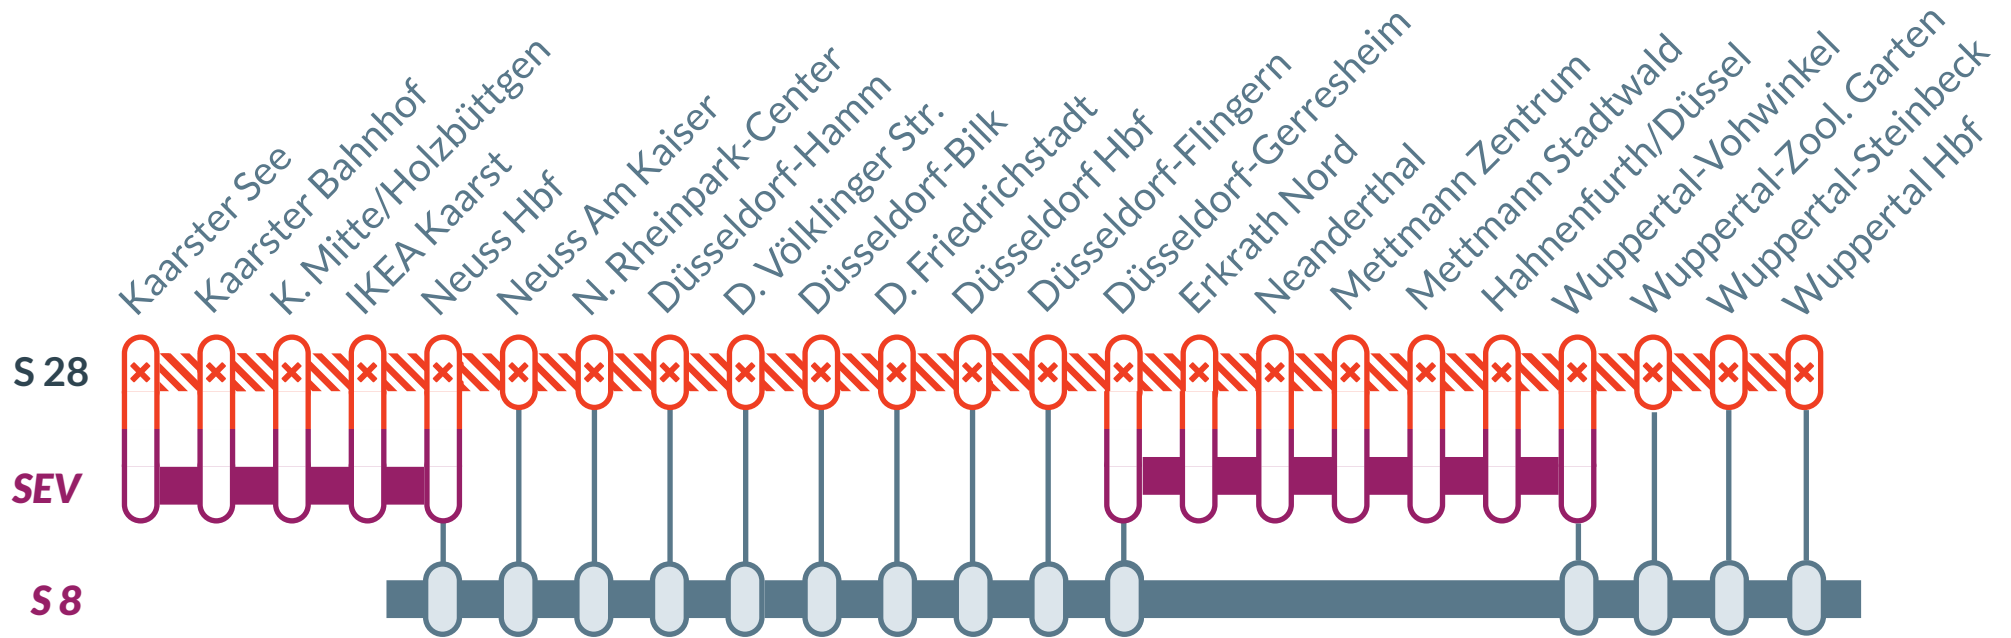 Kaarster See
Kaarster Bahnhof
K. Mitte/Holzbüttgen
IKEA Kaarst
Neuss Hbf
Neuss Am Kaiser
N. Rheinpark-Center
Düsseldorf-Hamm
D. Völklinger Str.
Düsseldorf-Bilk
D. Friedrichstadt
Düsseldorf Hbf
Düsseldorf-Flingern
Düsseldorf-Gerresheim
Erkrath Nord
Neanderthal
Mettmann Zentrum
Mettmann Stadtwald
Hahnenfurth/Düssel
Wuppertal-Vohwinkel
Wuppertal-Zool. Garten
Wuppertal-Steinbeck
Wuppertal Hbf
S 28
SEV
S 8